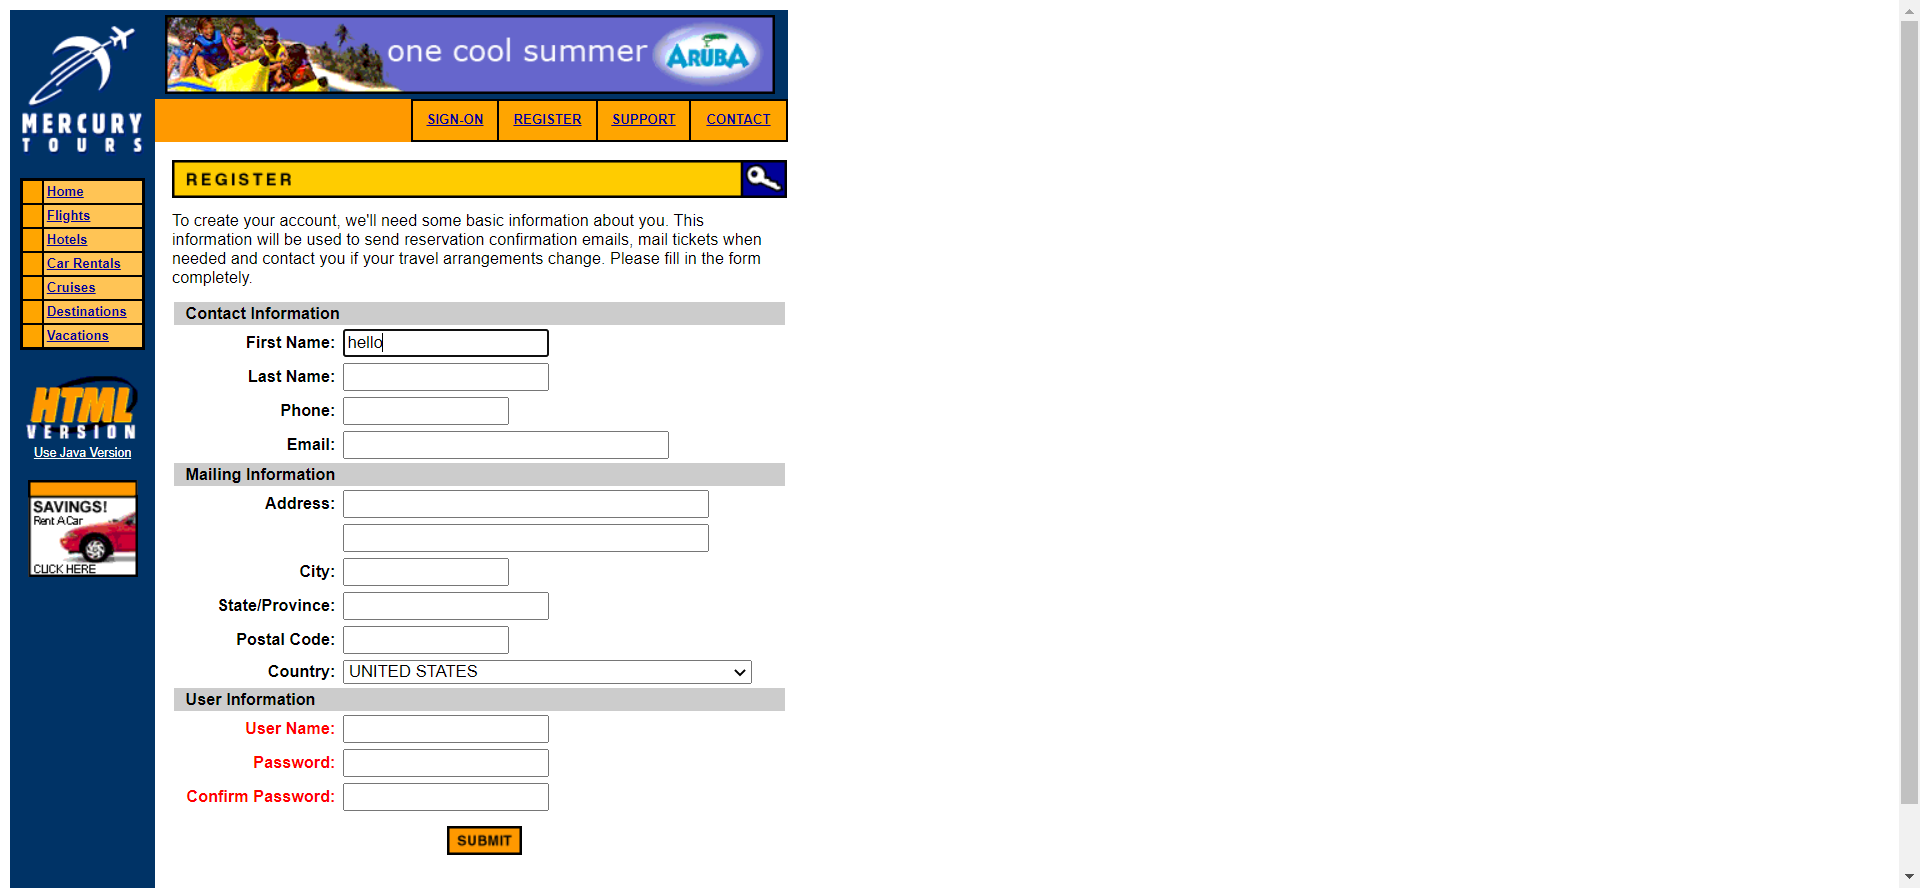 one cool summer ARUBA
MERCURY
TOURS
SIGN-ON REGISTER SUPPORT CONTACT
REGISTER
Home
Flights
Hotels
Car Rentals
Cruises
Destinations
Vacations
HTML
VERSION
Use Java Version
SAVINGS!
Rent A Car
CLICK HERE
To create your account, we'll need some basic information about you. This
information will be used to send reservation confirmation emails, mail tickets when
needed and contact you if your travel arrangements change. Please fill in the form
completely.
Contact Information
First Name: hello
Last Name:
Phone:
Email:
Mailing Information
Address:
City:
State/Province:
Postal Code:
Country: UNITED STATES
User Information
User Name:
Password:
Confirm Password:
SUBMIT